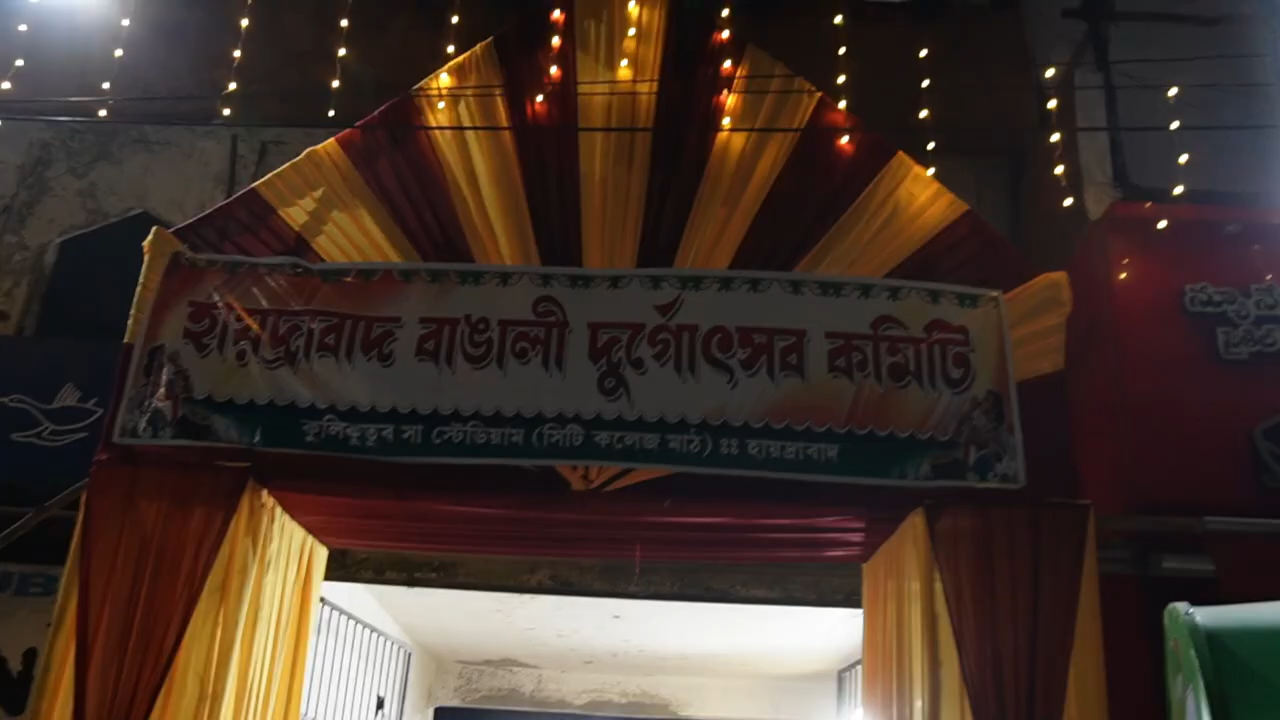 হায়দ্রাবাদ বাঙালী দুর্গোৎসব কমিটি
কুলিকুতুব সা স্টেডিয়াম (সিটি কলেজ মাঠ) ঃঃ হায়দ্রাবাদ